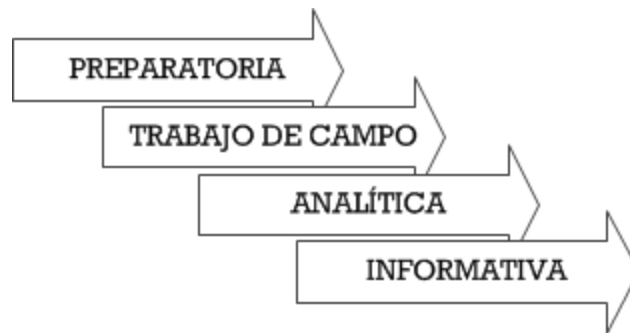 PREPARATORIA
TRABAJO DE CAMPO
ANALÍTICA
INFORMATIVA